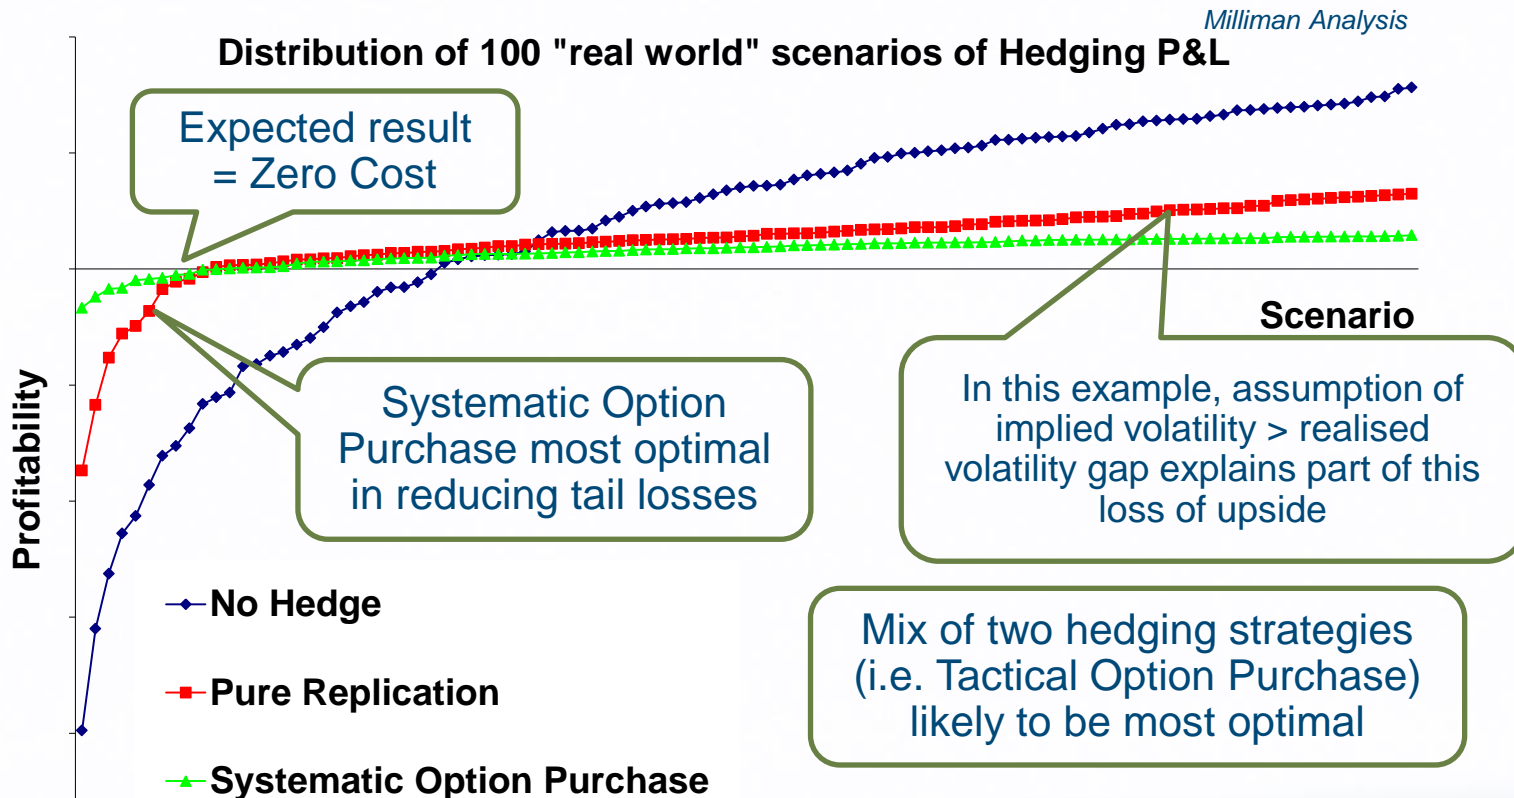 Milliman Analysis
Distribution of 100 "real world" scenarios of Hedging P&L
Expected result
= Zero Cost
Scenario
Profitability
Systematic Option
Purchase most optimal
in reducing tail losses
In this example, assumption of
implied volatility > realised
volatility gap explains part of this
loss of upside
No Hedge
Pure Replication
Systematic Option Purchase
Mix of two hedging strategies
(i.e. Tactical Option Purchase)
likely to be most optimal